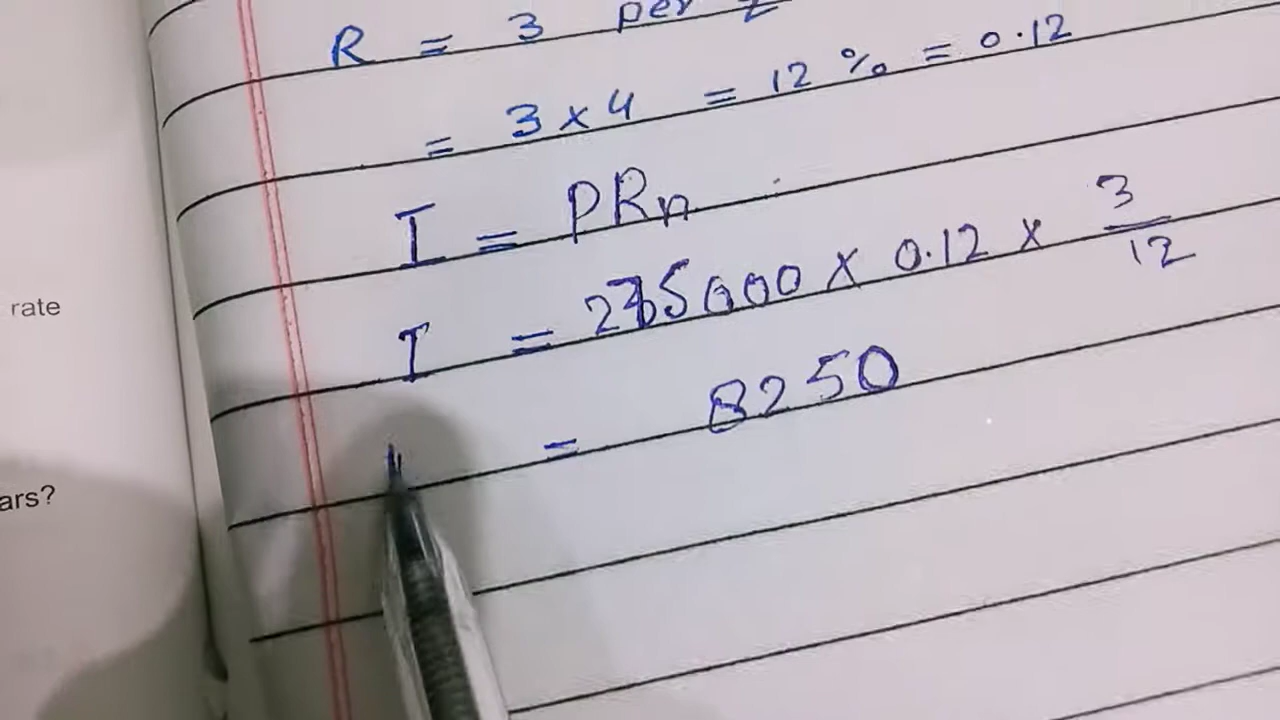 R = 3 per
= 3 x 4 = 12 % = 0.12
I = PRn
I = 275000 x 0.12 x 3/12
= 8250
rate
ars?